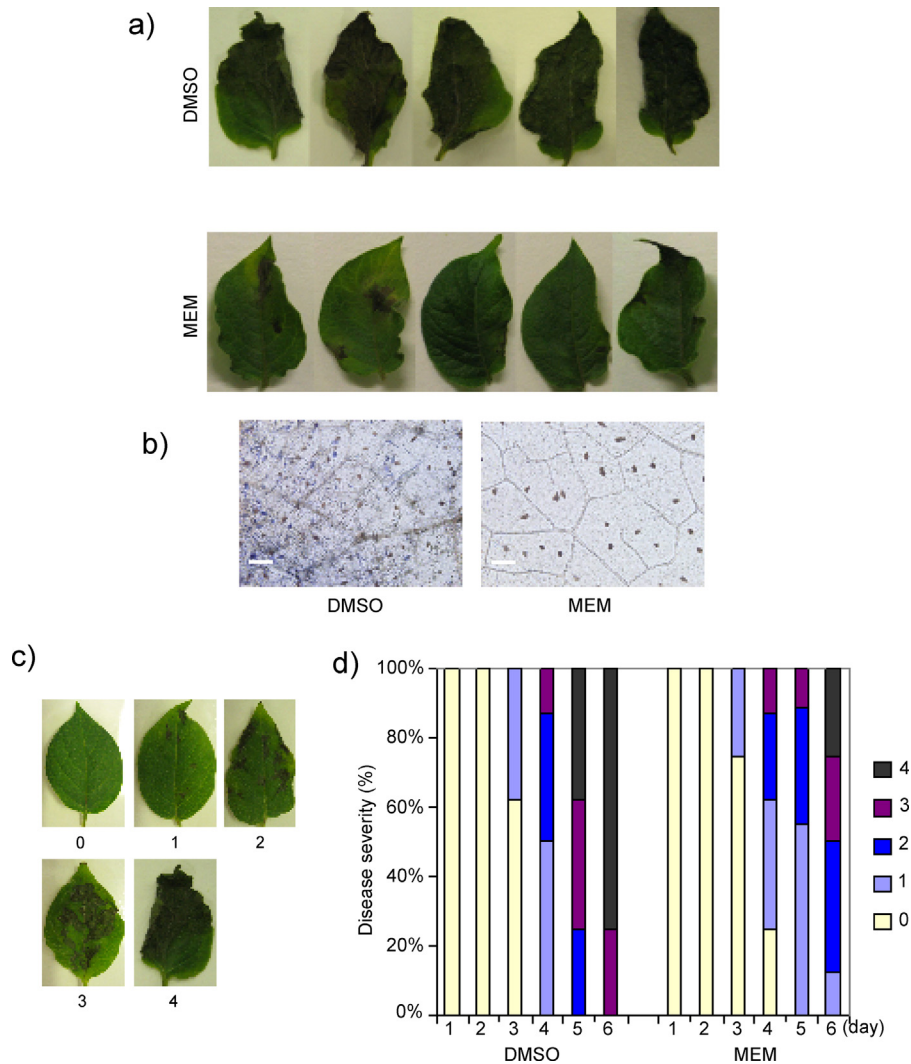 a)
DMSO
MEM
b)
DMSO
MEM
c)
0
1
2
3
4
d)
Disease severity (%)
100%
80%
60%
40%
20%
0%
1 2 3 4 5 6 1 2 3 4 5 6 (day)
DMSO MEM
4
3
2
1
0